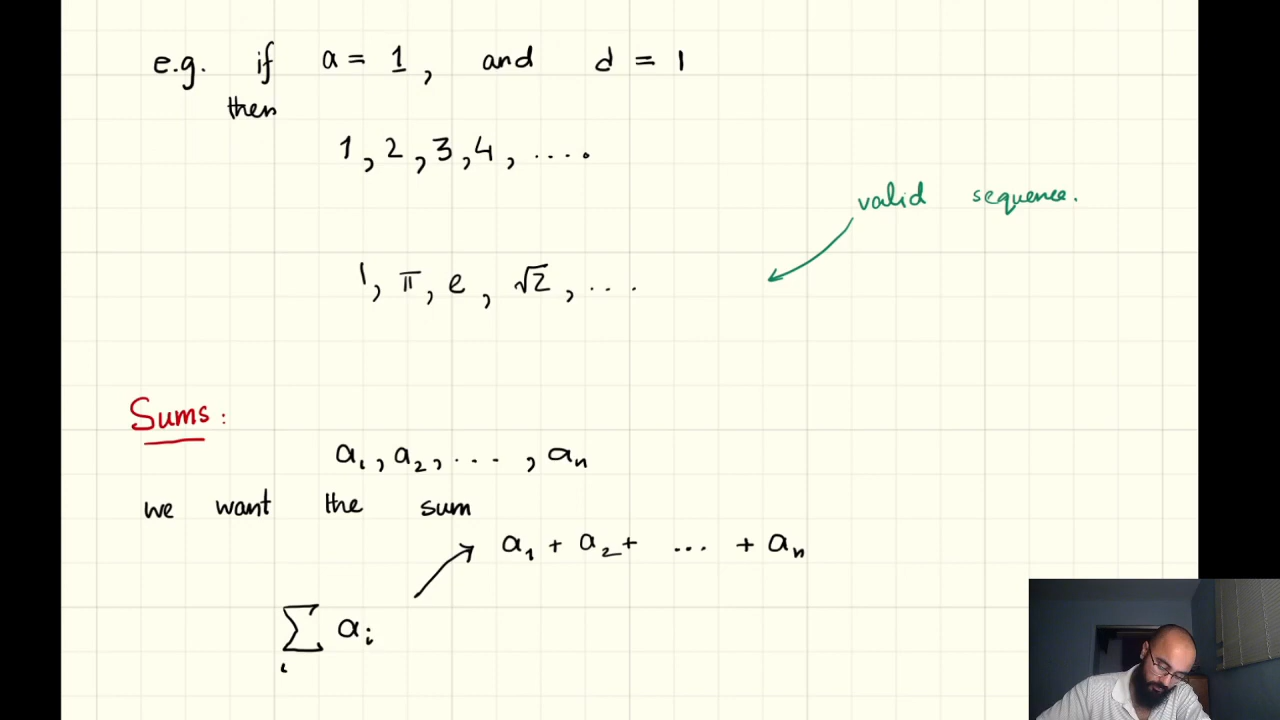 e.g. if a = 1, and d = 1
then
1, 2, 3, 4, ....
valid sequence.
1, π, e, √2, ...
Sums:
a₁, a₂, ..., aₙ
we want the sum
a₁ + a₂ + ... + aₙ
∑ aᵢ